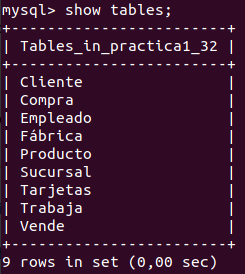 mysql> show tables;
+------------------------+
| Tables_in_practica1_32 |
+------------------------+
| Cliente                |
| Compra                 |
| Empleado               |
| Fábrica                |
| Producto               |
| Sucursal               |
| Tarjetas               |
| Trabaja                |
| Vende                  |
+------------------------+
9 rows in set (0,00 sec)